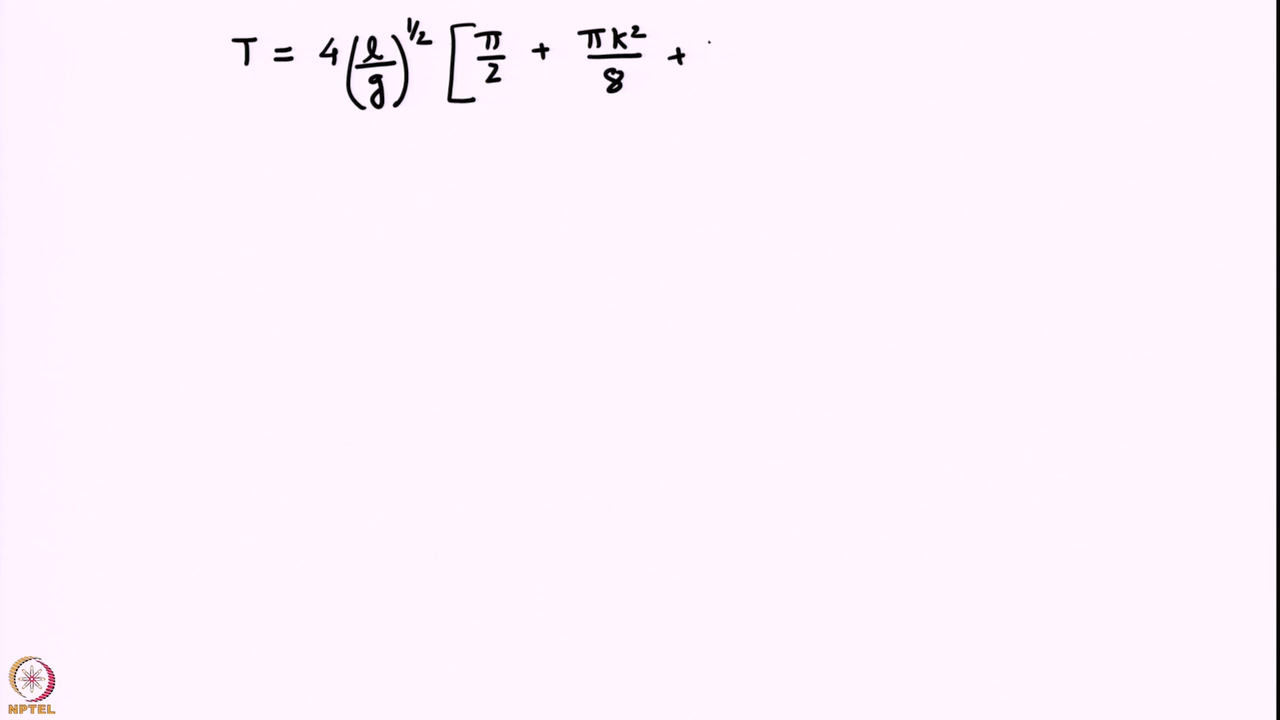 T = 4(l/g)^{1/2} [π/2 + πk²/8 +
NPTEL